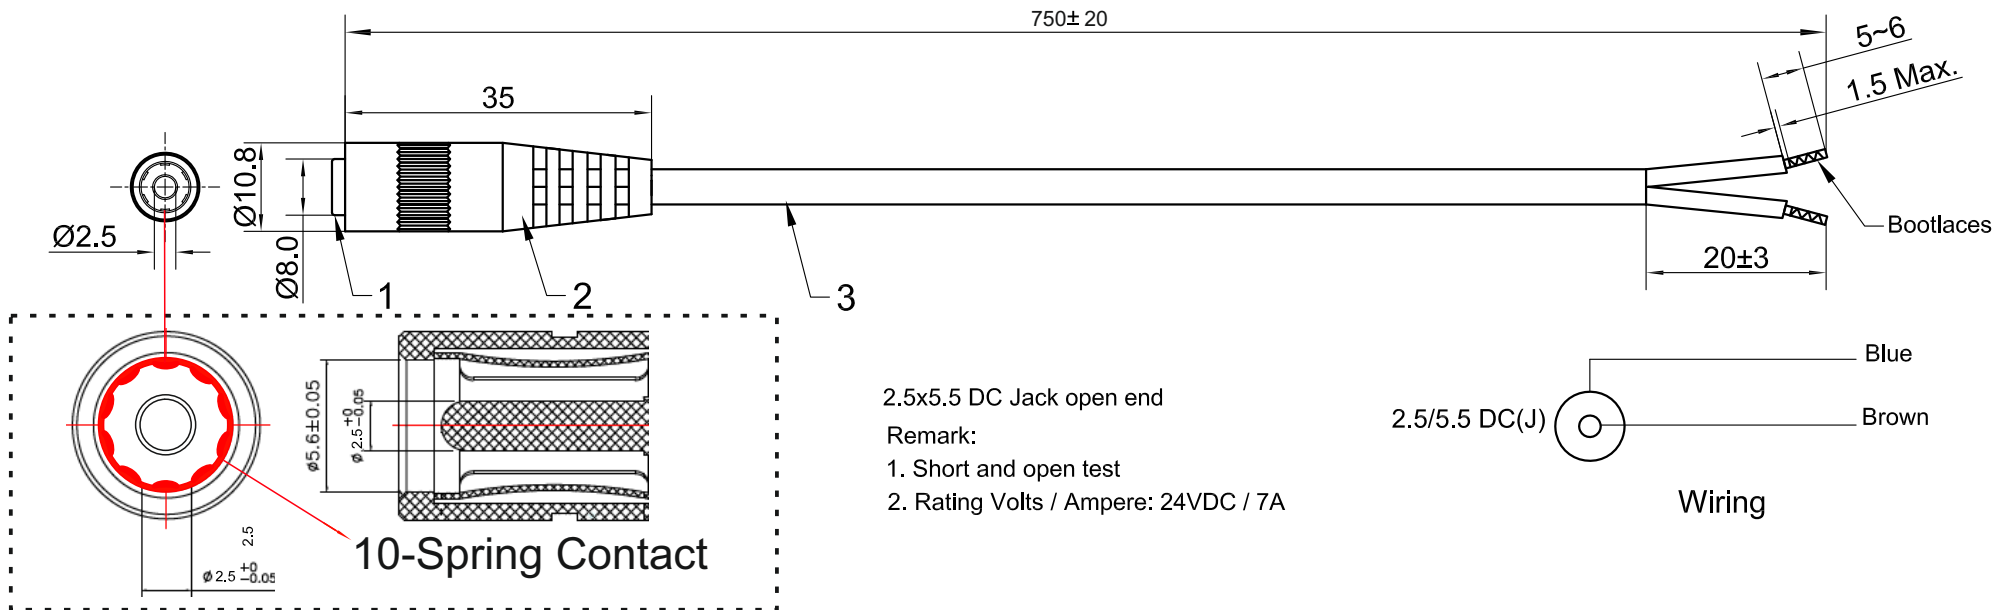 750±20
5~6
1.5 Max.
35
Ø10.8
Ø2.5
Ø8.0
1
2
3
20±3
Bootlaces
ø5.6±0.05
ø2.5 +0 -0.05
2.5
ø2.5 +0 -0.05
10-Spring Contact
2.5x5.5 DC Jack open end
Remark:
1. Short and open test
2. Rating Volts / Ampere: 24VDC / 7A
Blue
2.5/5.5 DC(J)
Brown
Wiring